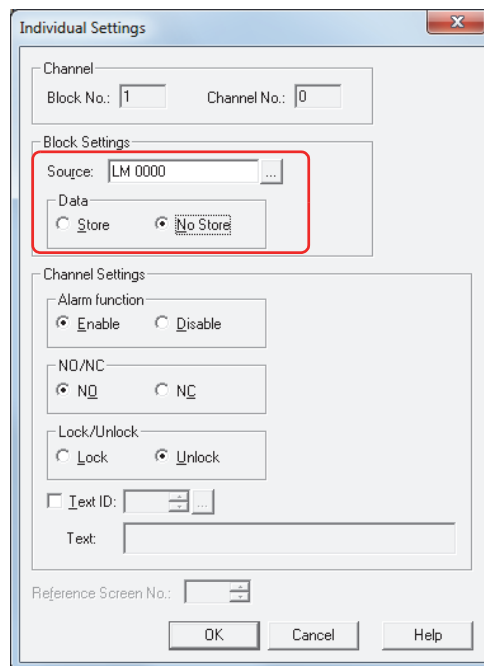 Individual Settings
Channel
Block No.: 1 Channel No.: 0
Block Settings
Source: LM 0000 ...
Data
Store No Store
Channel Settings
Alarm function
Enable Disable
NO/NC
NO NC
Lock/Unlock
Lock Unlock
Text ID: ...
Text:
Reference Screen No.:
OK Cancel Help